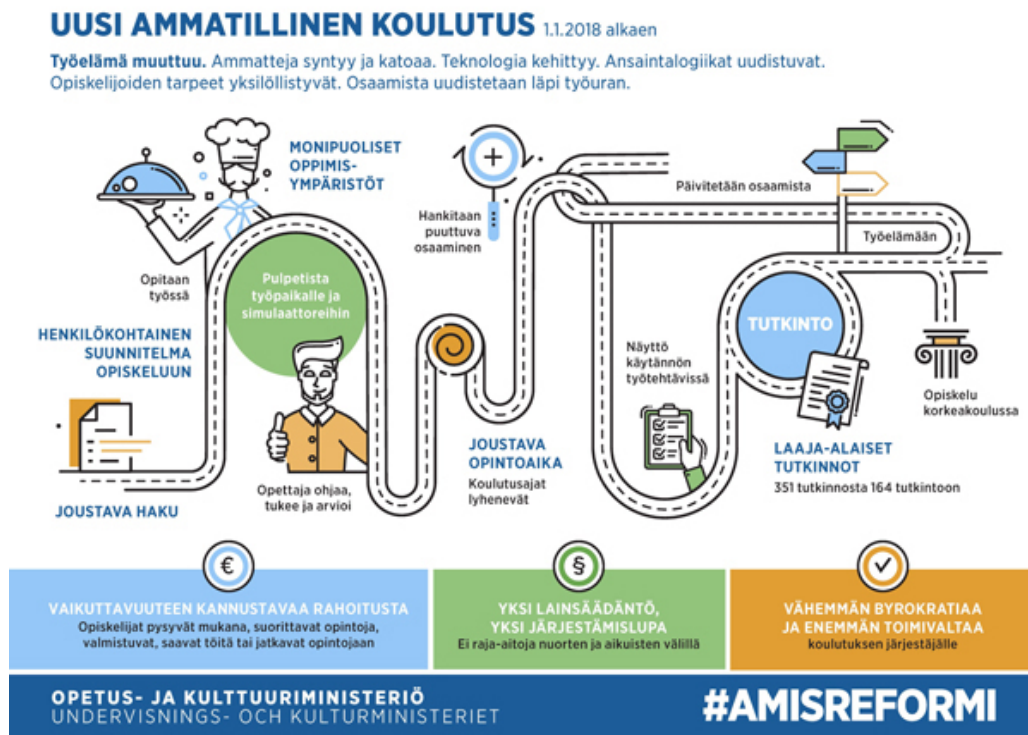 UUSI AMMATILLINEN KOULUTUS 1.1.2018 alkaen
Työelämä muuttuu. Ammatteja syntyy ja katoaa. Teknologia kehittyy. Ansaintalogiikat uudistuvat.
Opiskelijoiden tarpeet yksilöllistyvät. Osaamista uudistetaan läpi työuran.
MONIPUOLISET
OPPIMIS-
YMPÄRISTÖT
Opitaan
työssä
Pulpetista
työpaikalle ja
simulaattoreihin
HENKILÖKOHTAINEN
SUUNNITELMA
OPISKELUUN
JOUSTAVA HAKU
Opettaja ohjaa,
tukee ja arvioi
Hankitaan
puuttuva
osaaminen
JOUSTAVA
OPINTOAIKA
Koulutusajat
lyhenevät
Päivitetään osaamista
Työelämään
Näyttö
käytännön
työtehtävissä
TUTKINTO
LAAJA-ALAISET
TUTKINNOT
351 tutkinnosta 164 tutkintoon
Opiskelu
korkeakoulussa
€
VAIKUTTAVUUTEEN KANNUSTAVAA RAHOITUSTA
Opiskelijat pysyvät mukana, suorittavat opintoja,
valmistuvat, saavat töitä tai jatkavat opintojaan
§
YKSI LAINSÄÄDÄNTÖ,
YKSI JÄRJESTÄMISLUPA
Ei raja-aitoja nuorten ja aikuisten välillä
VÄHEMMÄN BYROKRATIAA
JA ENEMMÄN TOIMIVALTAA
koulutuksen järjestäjälle
OPETUS- JA KULTTUURIMINISTERIÖ
UNDERVISNINGS- OCH KULTURMINISTERIET
#AMISREFORMI